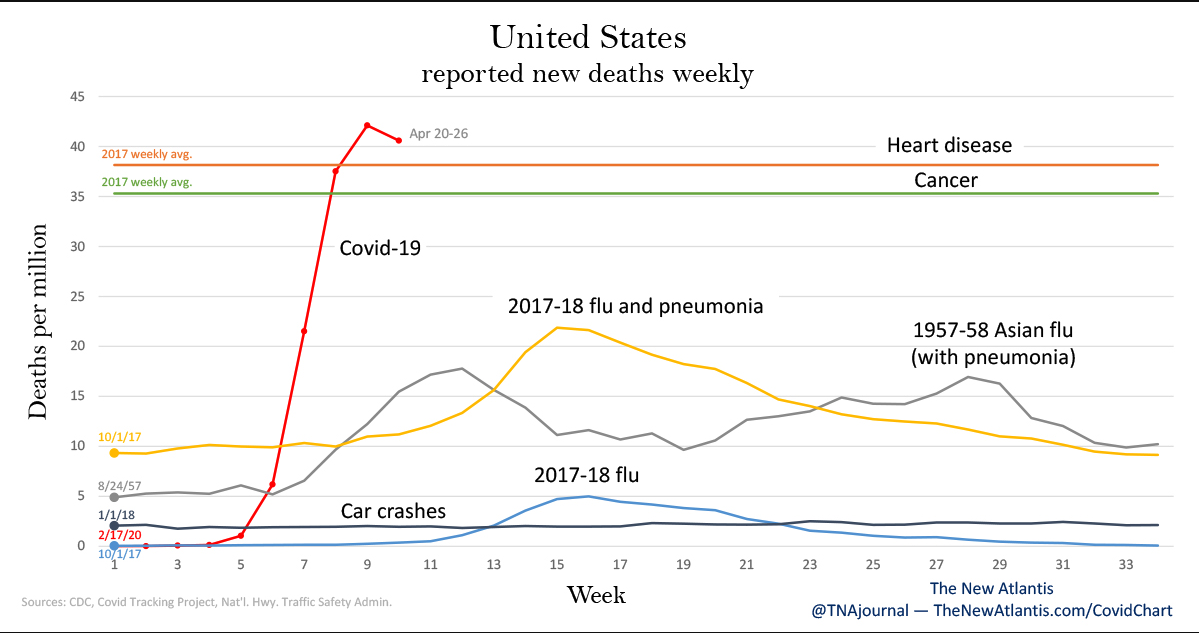 United States
reported new deaths weekly
Deaths per million
45
40
35
30
25
20
15
10
5
0
Apr 20-26
2017 weekly avg.
Heart disease
2017 weekly avg.
Cancer
Covid-19
2017-18 flu and pneumonia
1957-58 Asian flu
(with pneumonia)
10/1/17
2017-18 flu
8/24/57
Car crashes
1/1/18
2/17/20
10/1/17
1 3 5 7 9 11 13 15 17 19 21 23 25 27 29 31 33
Week
Sources: CDC, Covid Tracking Project, Nat'l. Hwy. Traffic Safety Admin.
The New Atlantis
@TNAjournal — TheNewAtlantis.com/CovidChart